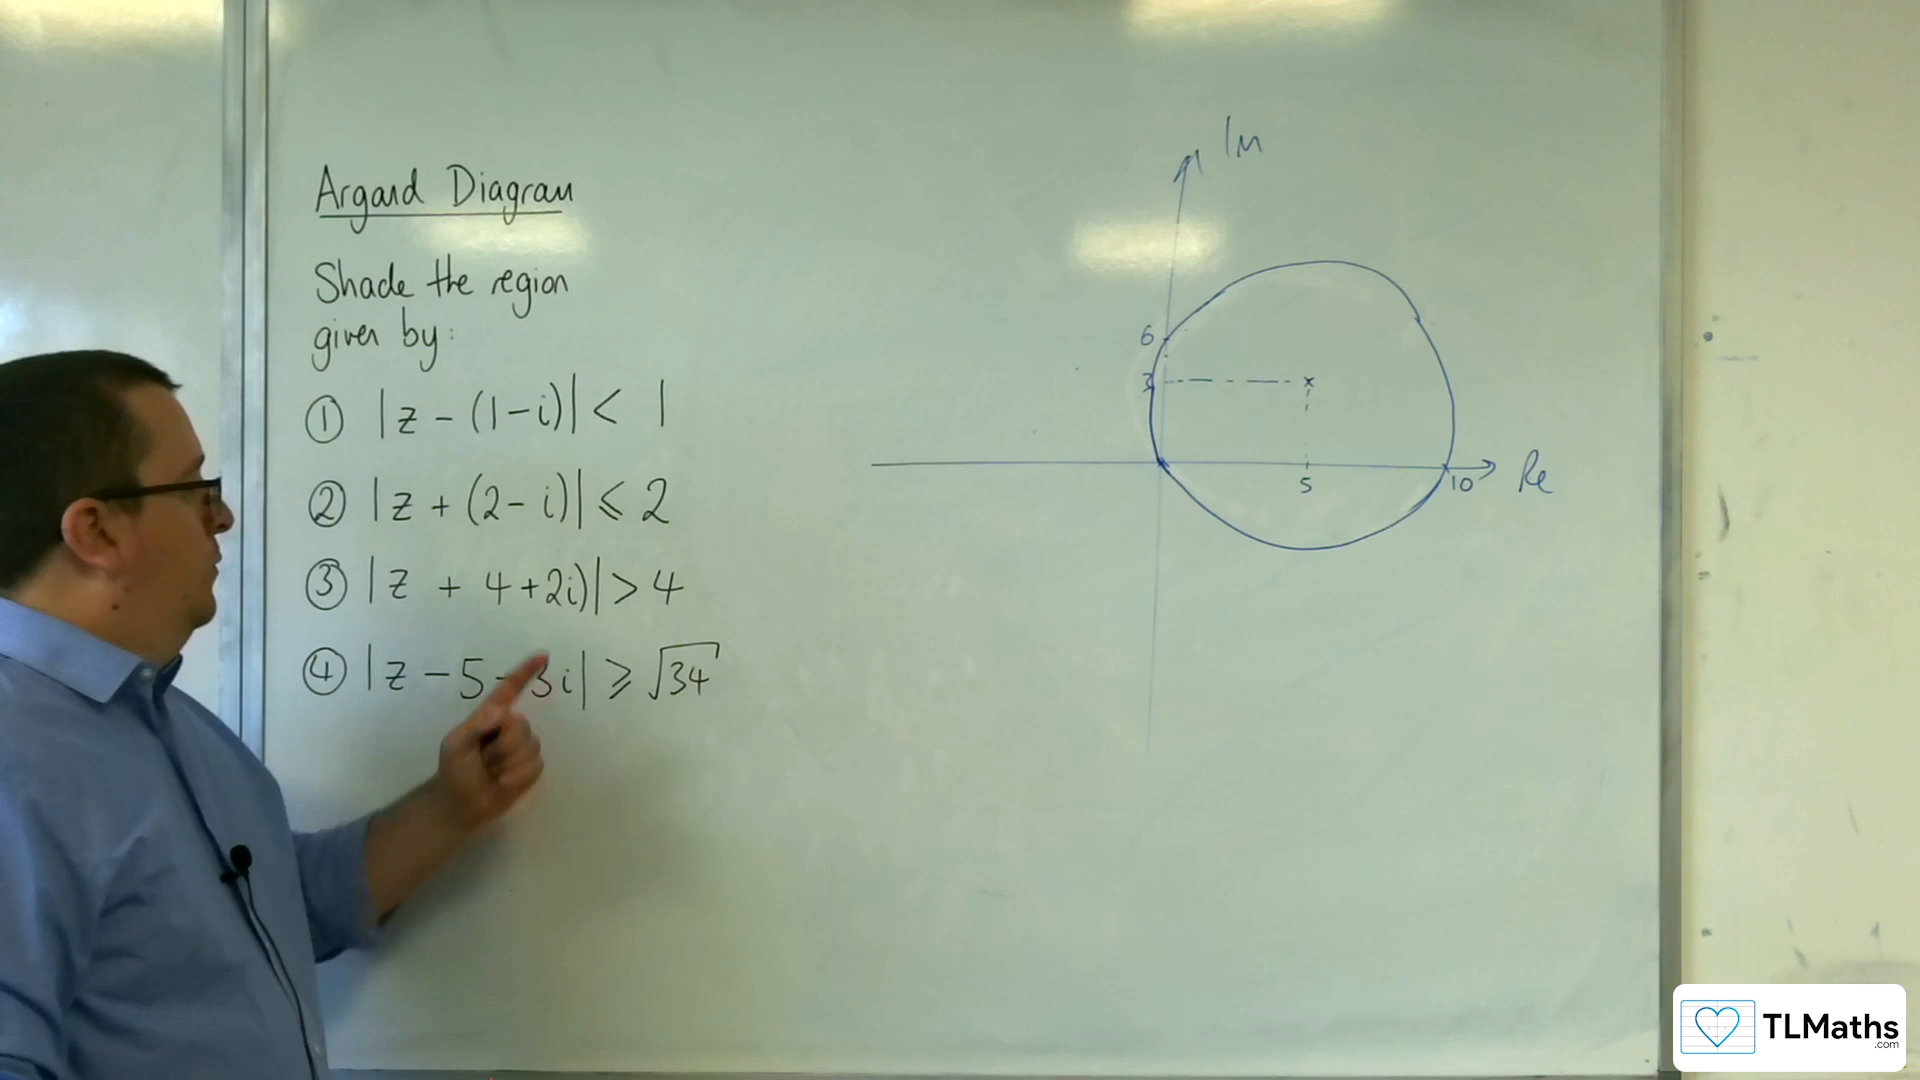 Argand Diagram
Shade the region
given by:
① |z - (1-i)| < 1
② |z + (2-i)| ⩽ 2
③ |z + 4+2i)| > 4
④ |z - 5 - 3i| ⩾ √34
Im
6
3
5
10
Re
TLMaths
.com